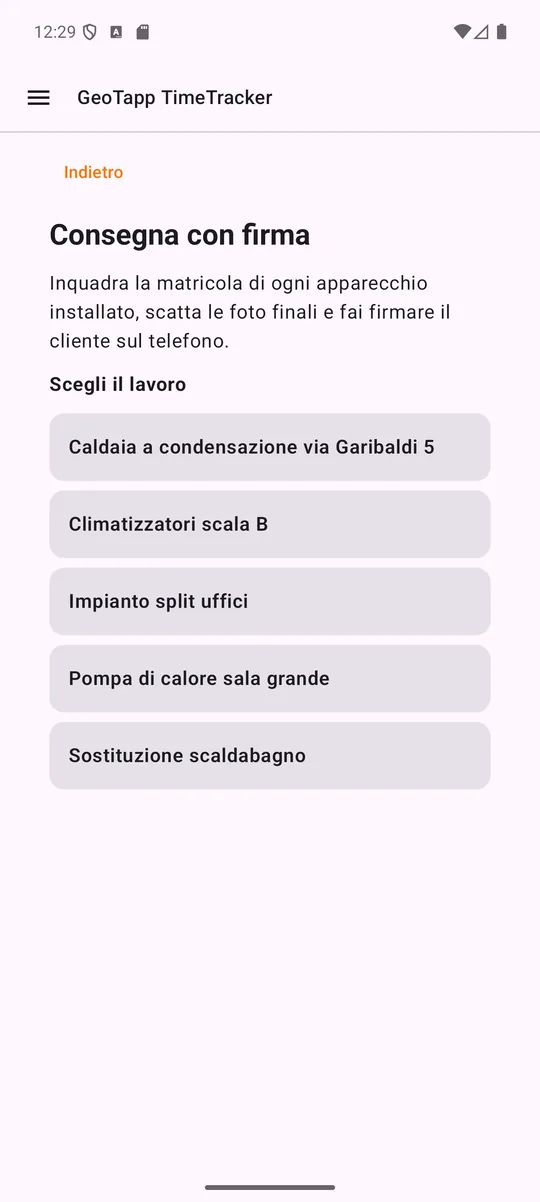 12:29
GeoTapp TimeTracker
Indietro
Consegna con firma
Inquadra la matricola di ogni apparecchio
installato, scatta le foto finali e fai firmare il
cliente sul telefono.
Scegli il lavoro
Caldaia a condensazione via Garibaldi 5
Climatizzatori scala B
Impianto split uffici
Pompa di calore sala grande
Sostituzione scaldabagno